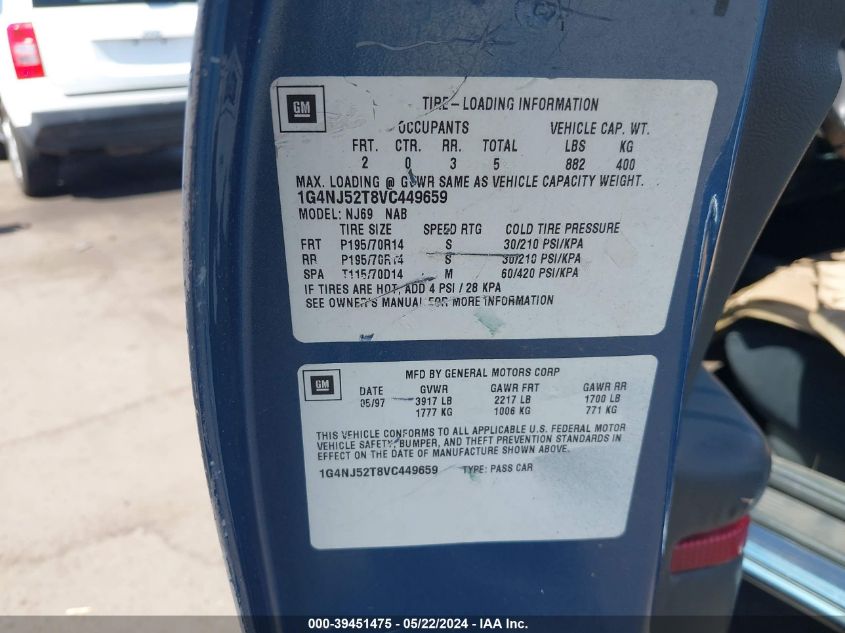 GM
TIRE-LOADING INFORMATION
OCCUPANTS VEHICLE CAP. WT.
FRT. CTR. RR. TOTAL LBS KG
2 0 3 5 882 400
MAX. LOADING @ GVWR SAME AS VEHICLE CAPACITY WEIGHT.
1G4NJ52T8VC449659
MODEL: NJ69 NAB
TIRE SIZE SPEED RTG COLD TIRE PRESSURE
FRT P195/70R14 S 30/210 PSI/KPA
RR P195/70R14 S 30/210 PSI/KPA
SPA T115/70D14 M 60/420 PSI/KPA
IF TIRES ARE HOT, ADD 4 PSI / 28 KPA
SEE OWNER'S MANUAL FOR MORE INFORMATION
GM
MFD BY GENERAL MOTORS CORP
DATE GVWR GAWR FRT GAWR RR
05/97 3917 LB 2217 LB 1700 LB
1777 KG 1006 KG 771 KG
THIS VEHICLE CONFORMS TO ALL APPLICABLE U.S. FEDERAL MOTOR
VEHICLE SAFETY, BUMPER, AND THEFT PREVENTION STANDARDS IN
EFFECT ON THE DATE OF MANUFACTURE SHOWN ABOVE.
1G4NJ52T8VC449659 TYPE: PASS CAR
000-39451475 - 05/22/2024 - IAA Inc.